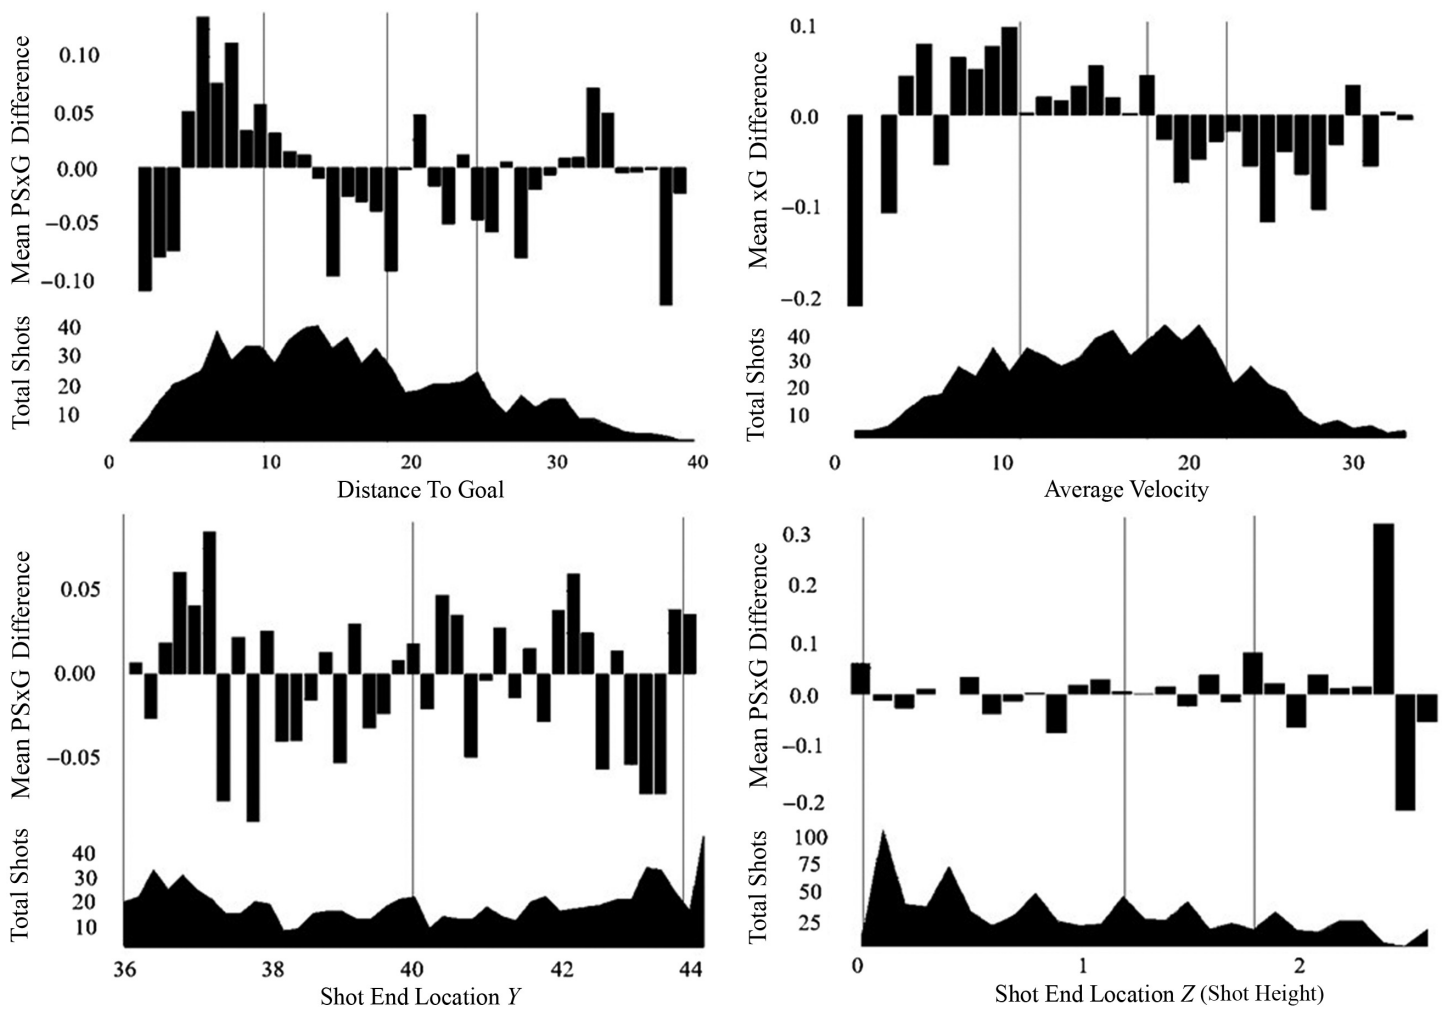 Mean PSxG Difference
0.10
0.05
0.00
−0.05
−0.10
Total Shots
40
30
20
10
0 10 20 30 40
Distance To Goal
Mean xG Difference
0.1
0.0
−0.1
−0.2
Total Shots
40
30
20
10
0 10 20 30
Average Velocity
Mean PSxG Difference
0.05
0.00
−0.05
Total Shots
40
30
20
10
36 38 40 42 44
Shot End Location Y
Mean PSxG Difference
0.3
0.2
0.1
0.0
−0.1
−0.2
Total Shots
100
75
50
25
0 1 2
Shot End Location Z (Shot Height)